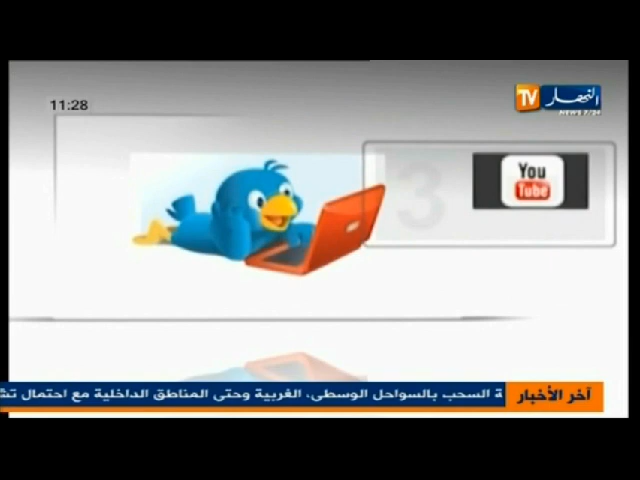 11:28
TV النهار
NEWS 7/24
3
You
Tube
آخر الأخبار
ة السحب بالسواحل الوسطى، الغربية وحتى المناطق الداخلية مع احتمال تش